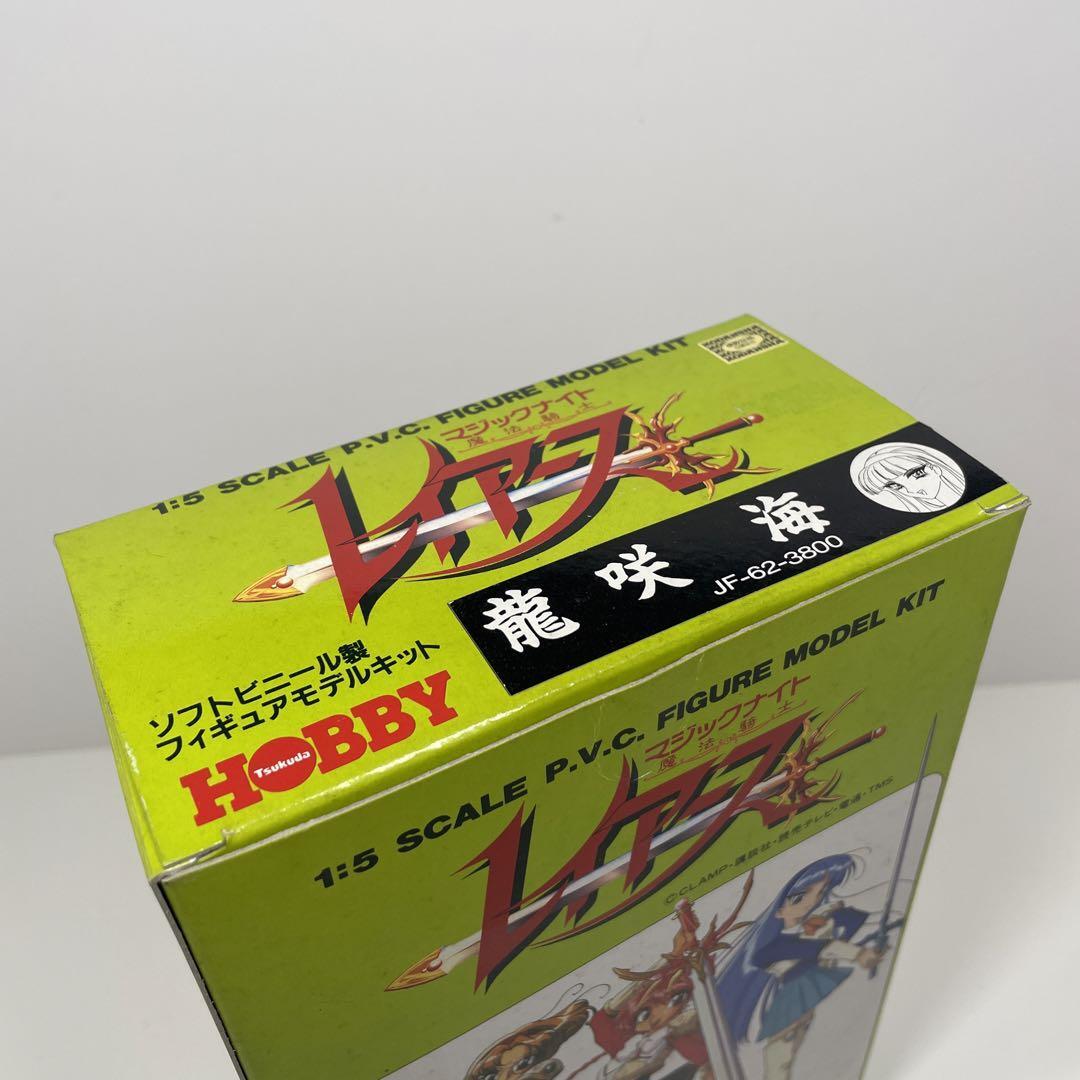 1:5 SCALE P.V.C. FIGURE MODEL KIT
マジックナイト
魔法騎士
レイアース
龍咲 海
JF-62-3800
ソフトビニール製
フィギュアモデルキット
HOBBY
Tsukuda
1:5 SCALE P.V.C. FIGURE MODEL KIT
マジックナイト
魔法騎士
レイアース
©CLAMP・講談社・読売テレビ・電通・TMS